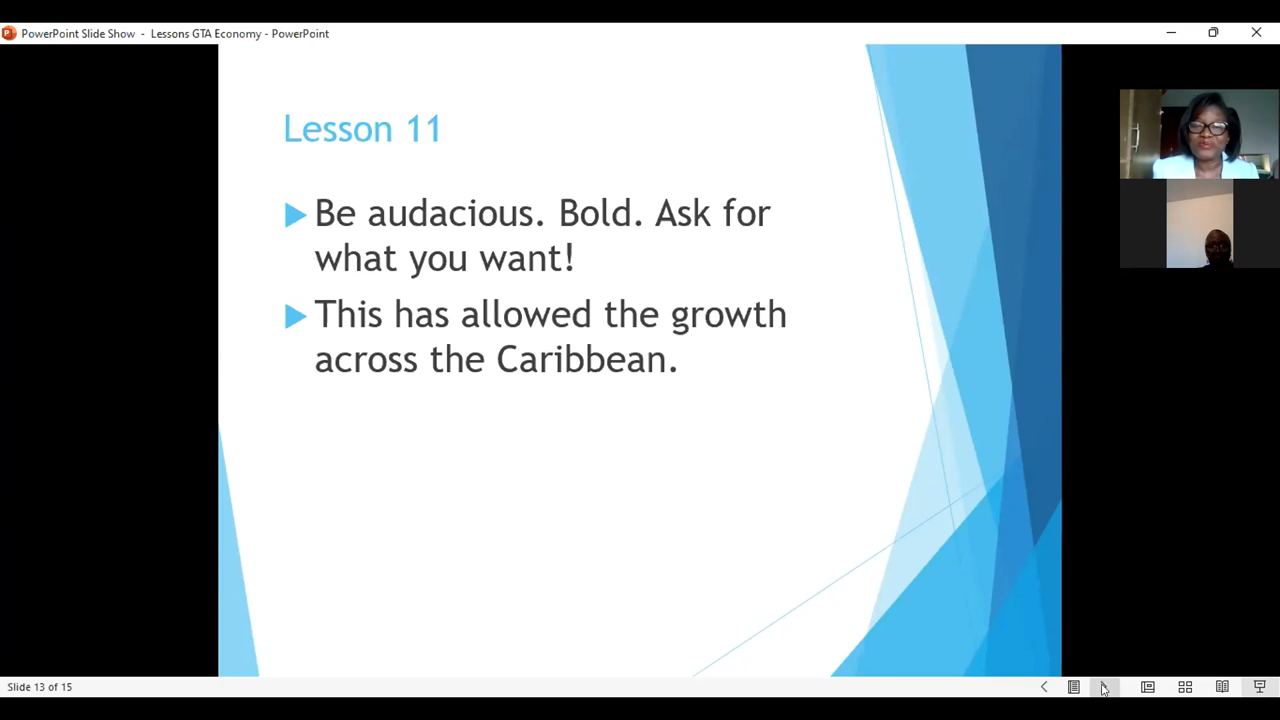 PowerPoint Slide Show - Lessons GTA Economy - PowerPoint
Lesson 11
Be audacious. Bold. Ask for
what you want!
This has allowed the growth
across the Caribbean.
Slide 13 of 15